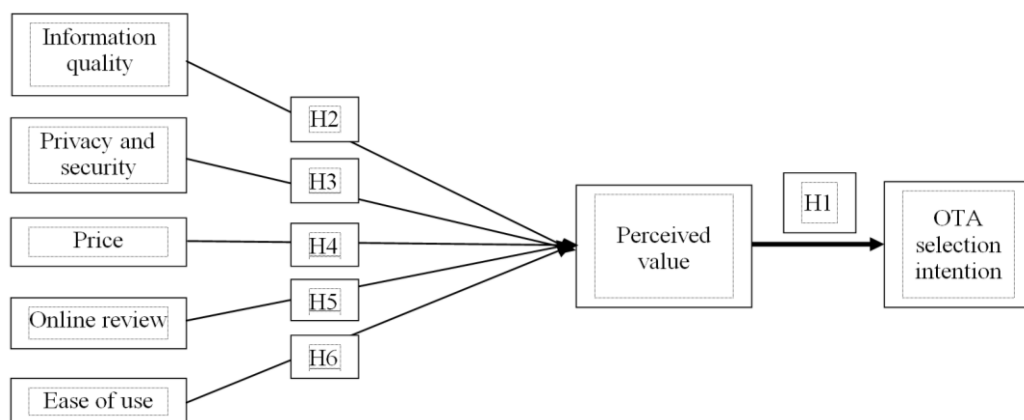 Information
quality
H2
Privacy and
security
H3
Price
H4
Online review
H5
Ease of use
H6
Perceived
value
H1
OTA
selection
intention